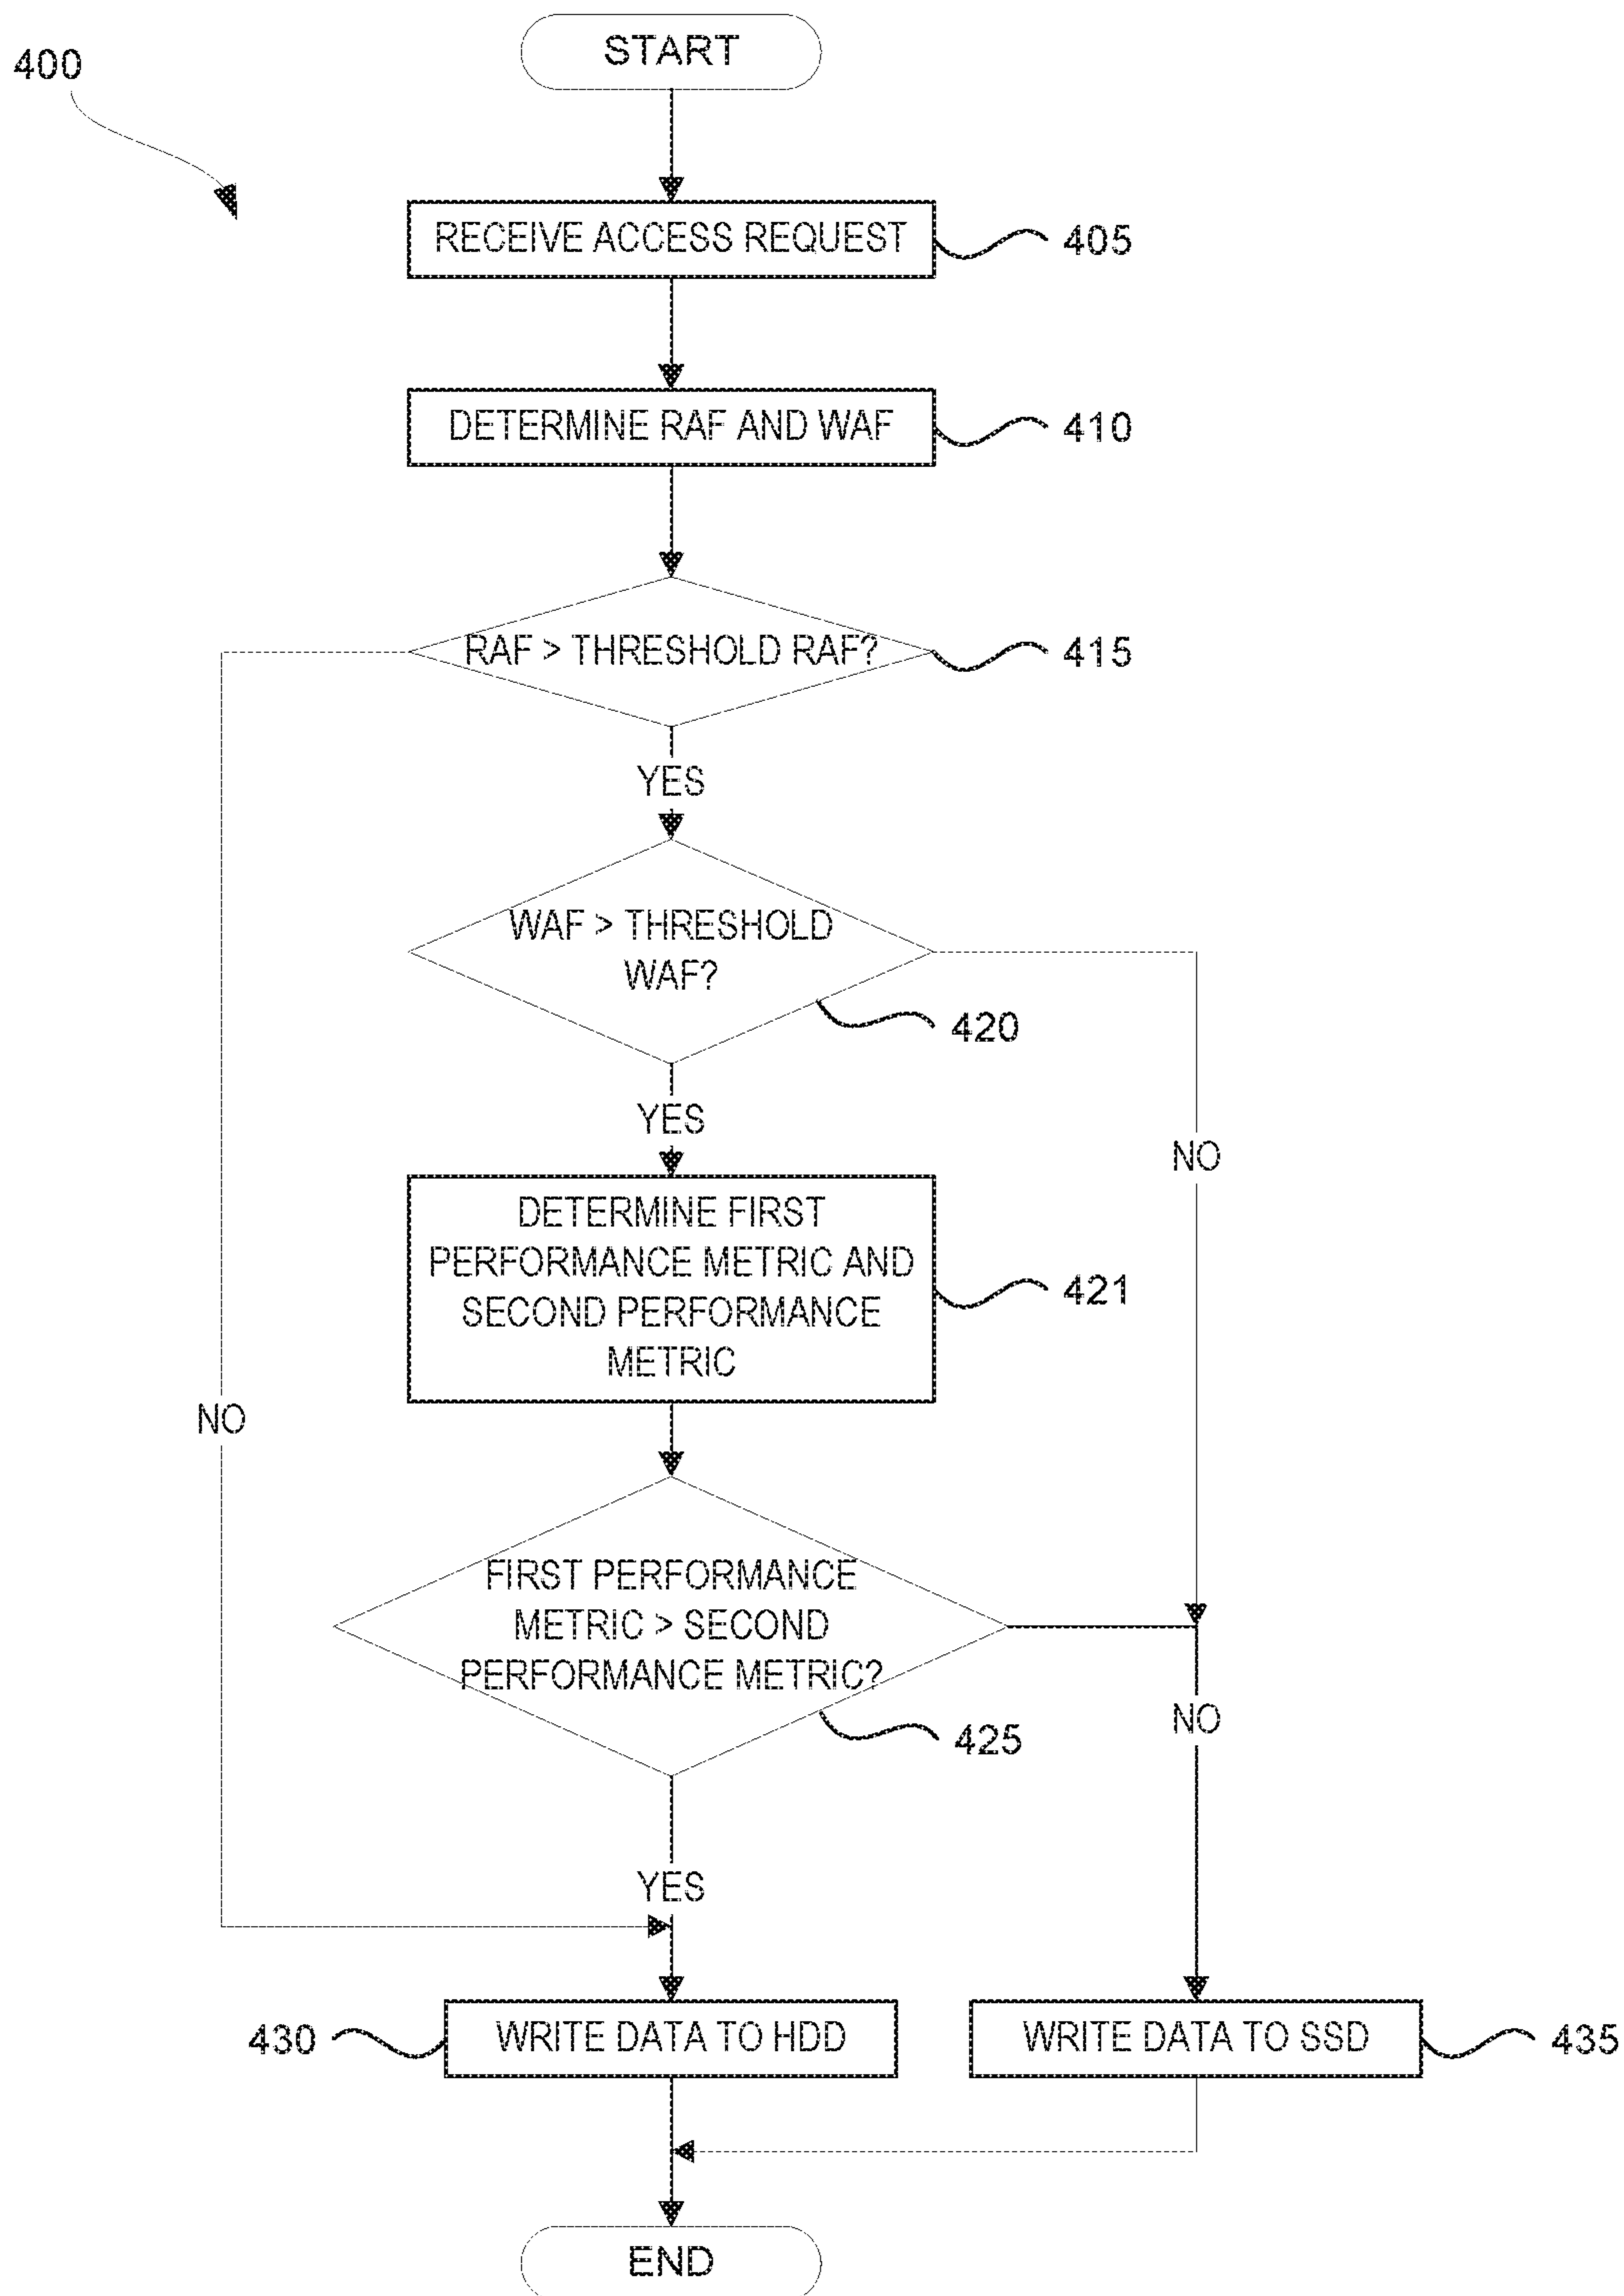 START
400
RECEIVE ACCESS REQUEST
405
DETERMINE RAF AND WAF
410
RAF > THRESHOLD RAF?
415
YES
WAF > THRESHOLD
WAF?
420
YES
NO
DETERMINE FIRST
PERFORMANCE METRIC AND
SECOND PERFORMANCE
METRIC
421
NO
FIRST PERFORMANCE
METRIC > SECOND
PERFORMANCE METRIC?
425
NO
YES
430
WRITE DATA TO HDD
WRITE DATA TO SSD
435
END